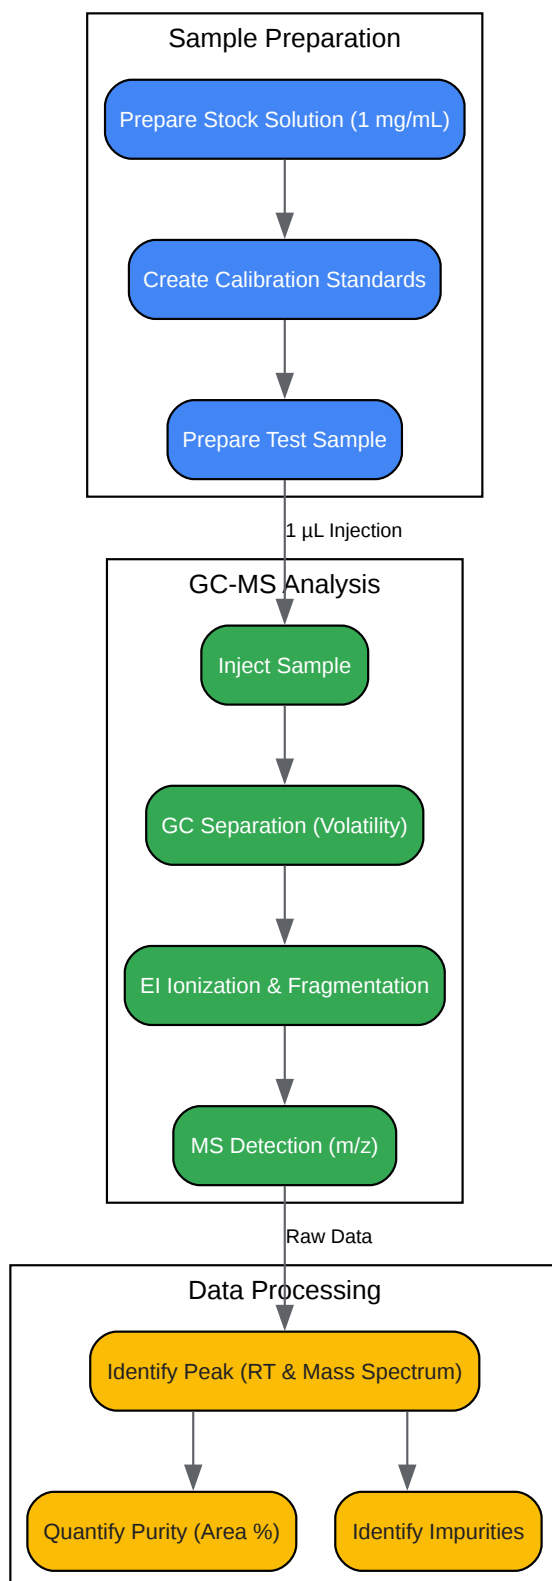 Sample Preparation
Prepare Stock Solution (1 mg/mL)
Create Calibration Standards
Prepare Test Sample
1 µL Injection
GC-MS Analysis
Inject Sample
GC Separation (Volatility)
EI Ionization & Fragmentation
MS Detection (m/z)
Raw Data
Data Processing
Identify Peak (RT & Mass Spectrum)
Quantify Purity (Area %)
Identify Impurities